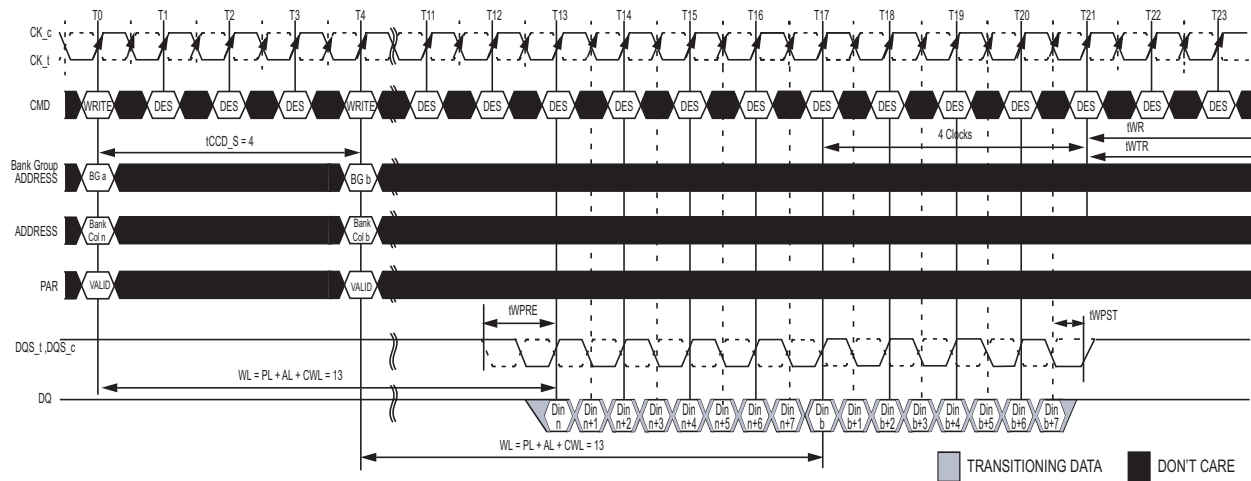 T0 T1 T2 T3 T4 T11 T12 T13 T14 T15 T16 T17 T18 T19 T20 T21 T22 T23
CK_c
CK_t
CMD WRITE DES DES DES WRITE DES DES DES DES DES DES DES DES DES DES DES DES DES
tCCD_S = 4 4 Clocks tWR
tWTR
Bank Group
ADDRESS BG a BG b
ADDRESS Bank Col n Bank Col b
PAR VALID VALID
tWPRE tWPST
DQS_t ,DQS_c
WL = PL + AL + CWL = 13
DQ Din n Din n+1 Din n+2 Din n+3 Din n+4 Din n+5 Din n+6 Din n+7 Din b Din b+1 Din b+2 Din b+3 Din b+4 Din b+5 Din b+6 Din b+7
WL = PL + AL + CWL = 13
TRANSITIONING DATA DON'T CARE